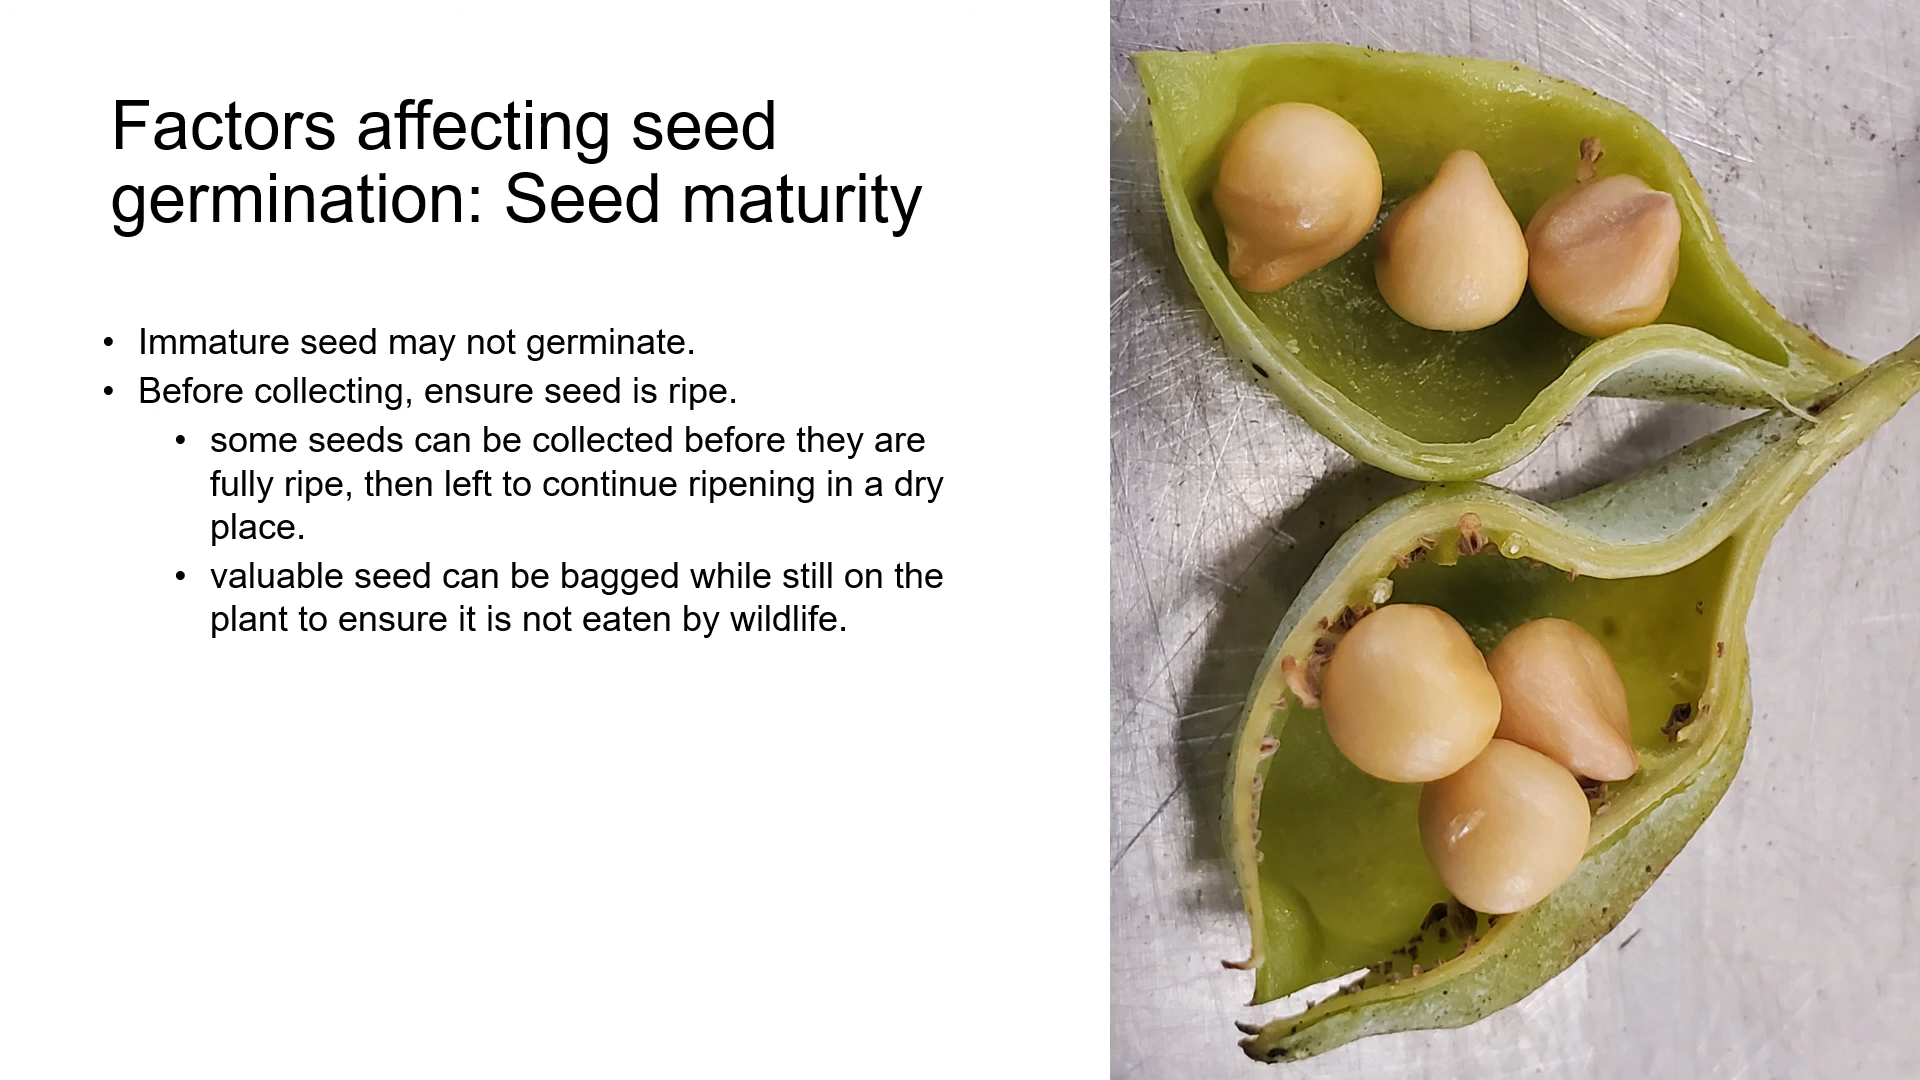 Factors affecting seed
germination: Seed maturity
• Immature seed may not germinate.
• Before collecting, ensure seed is ripe.
• some seeds can be collected before they are
fully ripe, then left to continue ripening in a dry
place.
• valuable seed can be bagged while still on the
plant to ensure it is not eaten by wildlife.